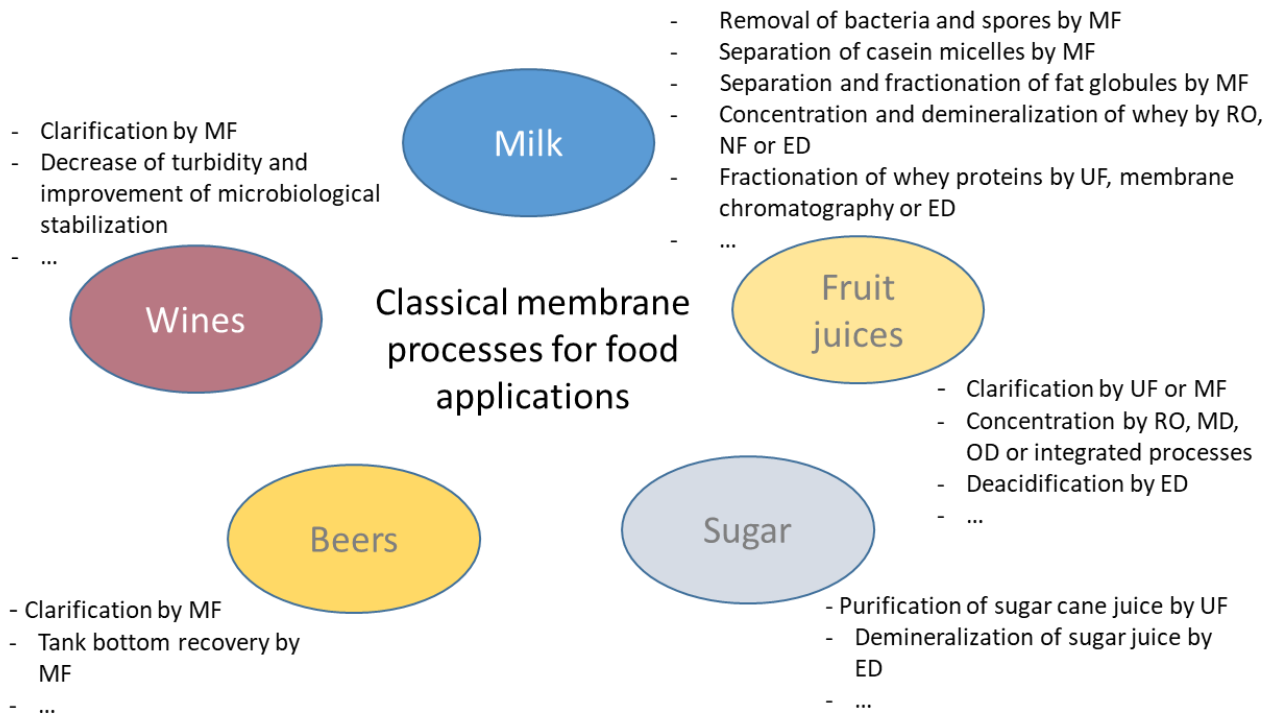 - Removal of bacteria and spores by MF
- Separation of casein micelles by MF
- Separation and fractionation of fat globules by MF
- Concentration and demineralization of whey by RO,
NF or ED
- Fractionation of whey proteins by UF, membrane
chromatography or ED
- ...
Milk
- Clarification by MF
- Decrease of turbidity and
improvement of microbiological
stabilization
- ...
Wines
Classical membrane
processes for food
applications
Fruit
juices
- Clarification by UF or MF
- Concentration by RO, MD,
OD or integrated processes
- Deacidification by ED
- ...
Beers
- Clarification by MF
- Tank bottom recovery by
MF
- ...
Sugar
- Purification of sugar cane juice by UF
- Demineralization of sugar juice by
ED
- ...